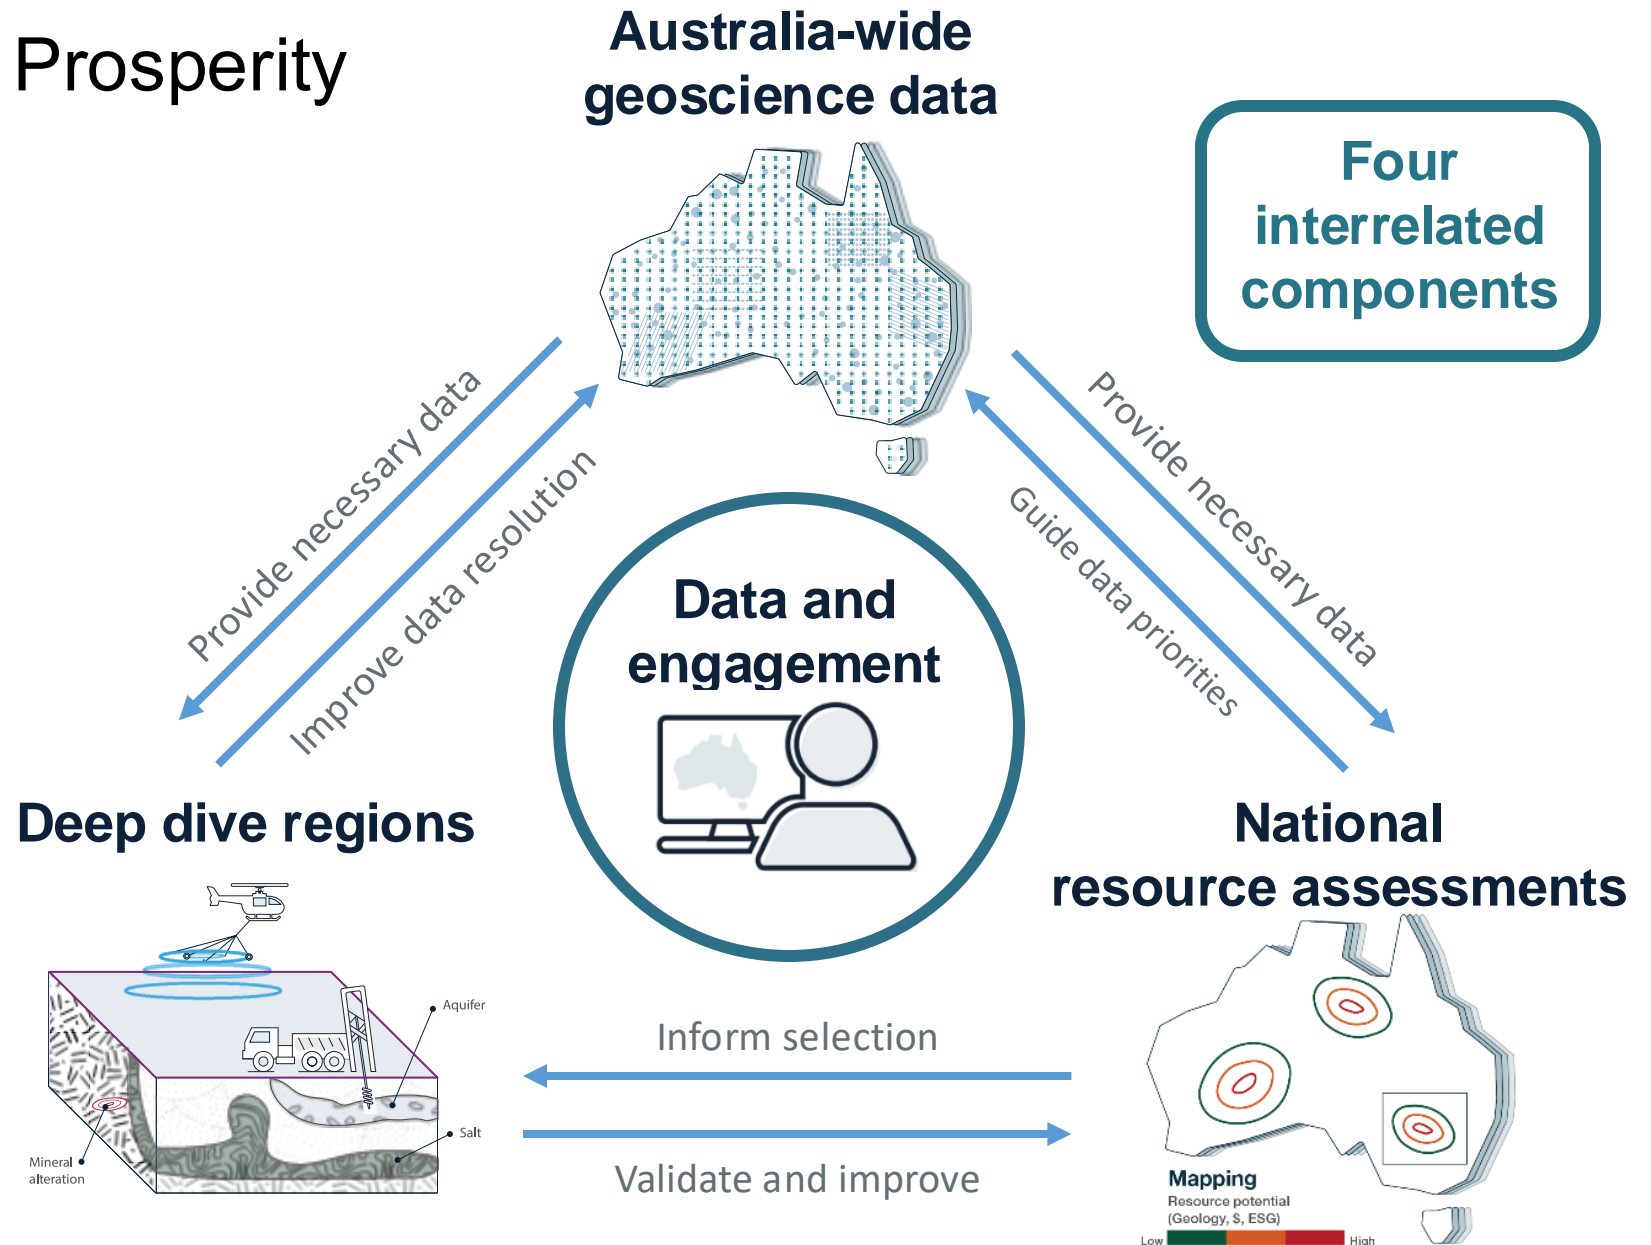 Prosperity
Australia-wide
geoscience data
Four
interrelated
components
Provide necessary data
Improve data resolution
Provide necessary data
Guide data priorities
Data and
engagement
Deep dive regions
National
resource assessments
Aquifer
Salt
Mineral
alteration
Inform selection
Validate and improve
Mapping
Resource potential
(Geology, $, ESG)
Low High